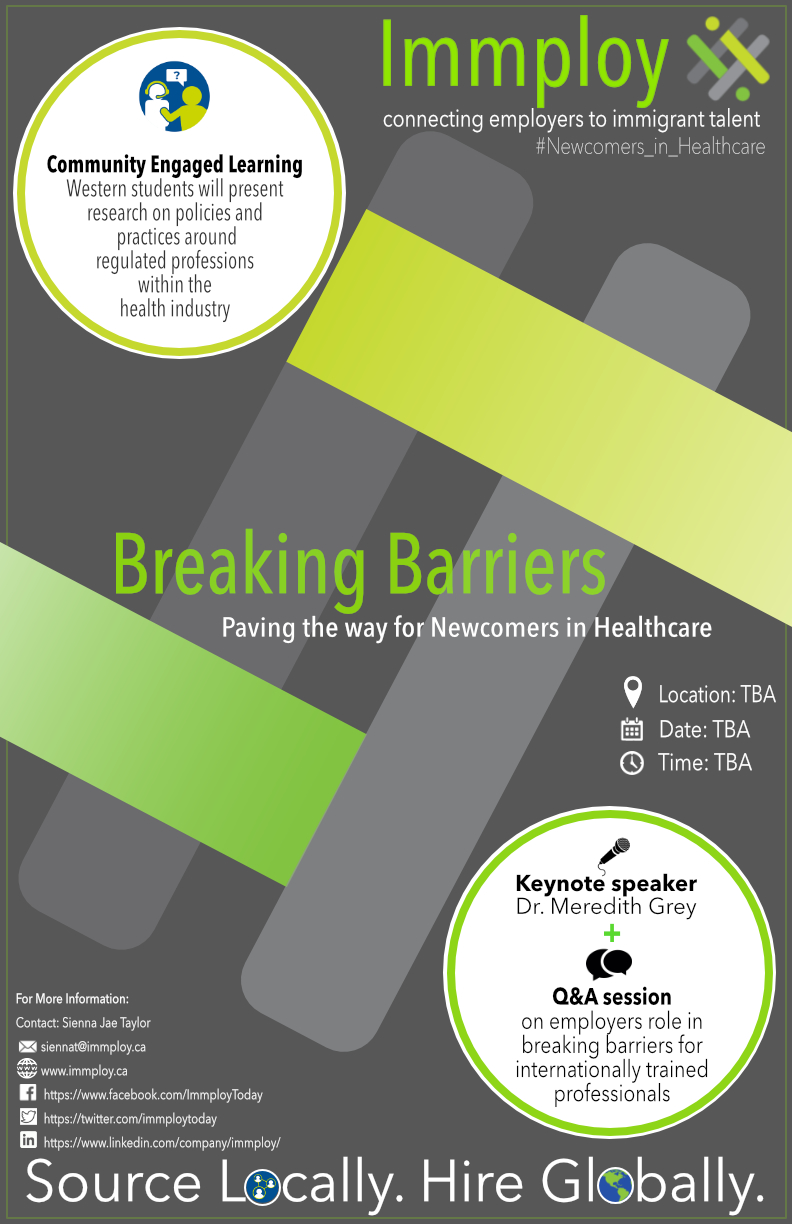 Immploy
connecting employers to immigrant talent
#Newcomers_in_Healthcare
?
Community Engaged Learning
Western students will present
research on policies and
practices around
regulated professions
within the
health industry
Breaking Barriers
Paving the way for Newcomers in Healthcare
Location: TBA
Date: TBA
Time: TBA
Keynote speaker
Dr. Meredith Grey
+
Q&A session
on employers role in
breaking barriers for
internationally trained
professionals
For More Information:
Contact: Sienna Jae Taylor
siennat@immploy.ca
www.immploy.ca
https://www.facebook.com/ImmployToday
https://twitter.com/immploytoday
https://www.linkedin.com/company/immploy/
Source Locally. Hire Globally.